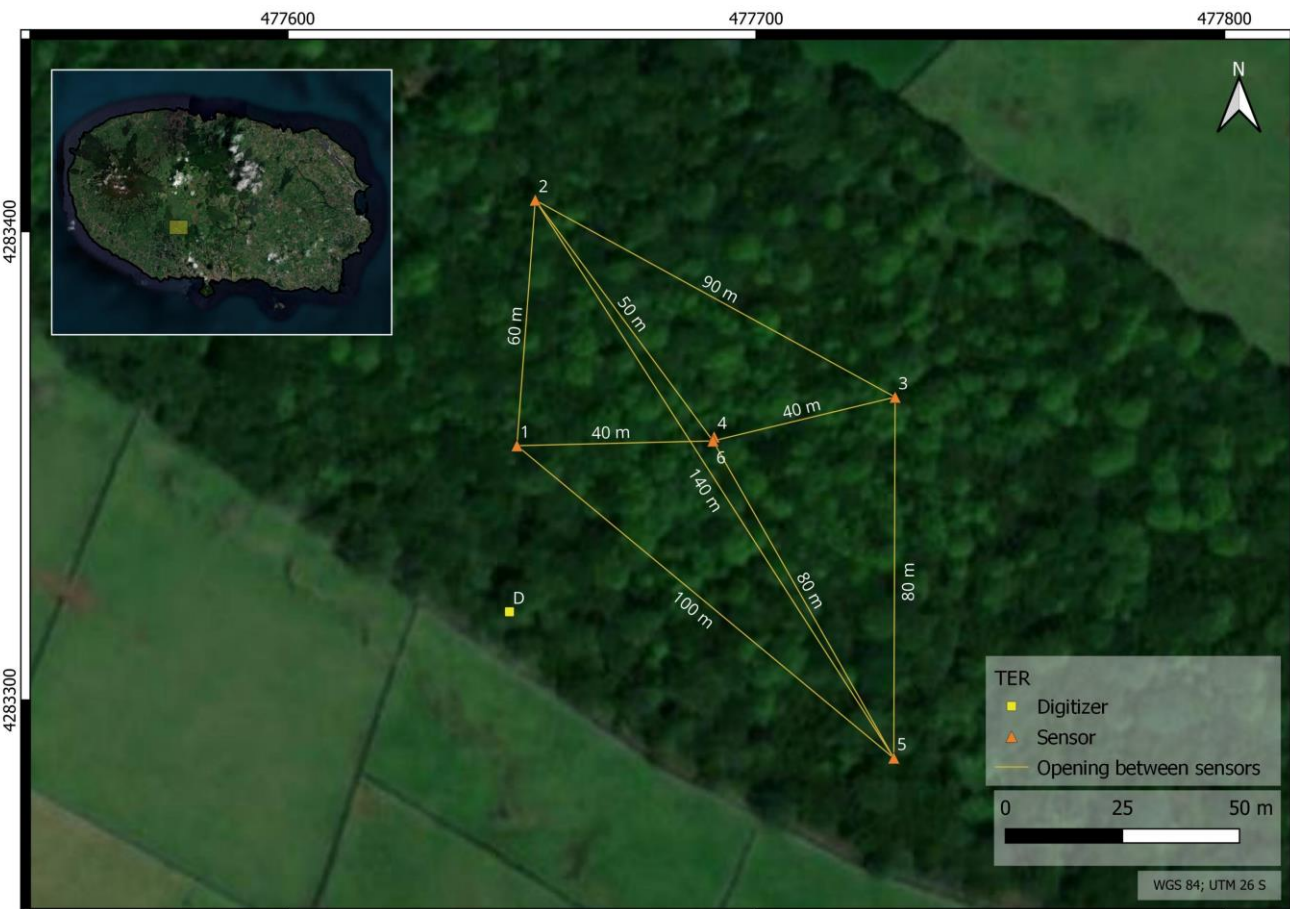 477600
477700
477800
4283400
4283300
N
2
90 m
50 m
60 m
3
40 m
4
40 m
1
6
140 m
80 m
80 m
100 m
D
5
TER
Digitizer
Sensor
Opening between sensors
0 25 50 m
WGS 84; UTM 26 S